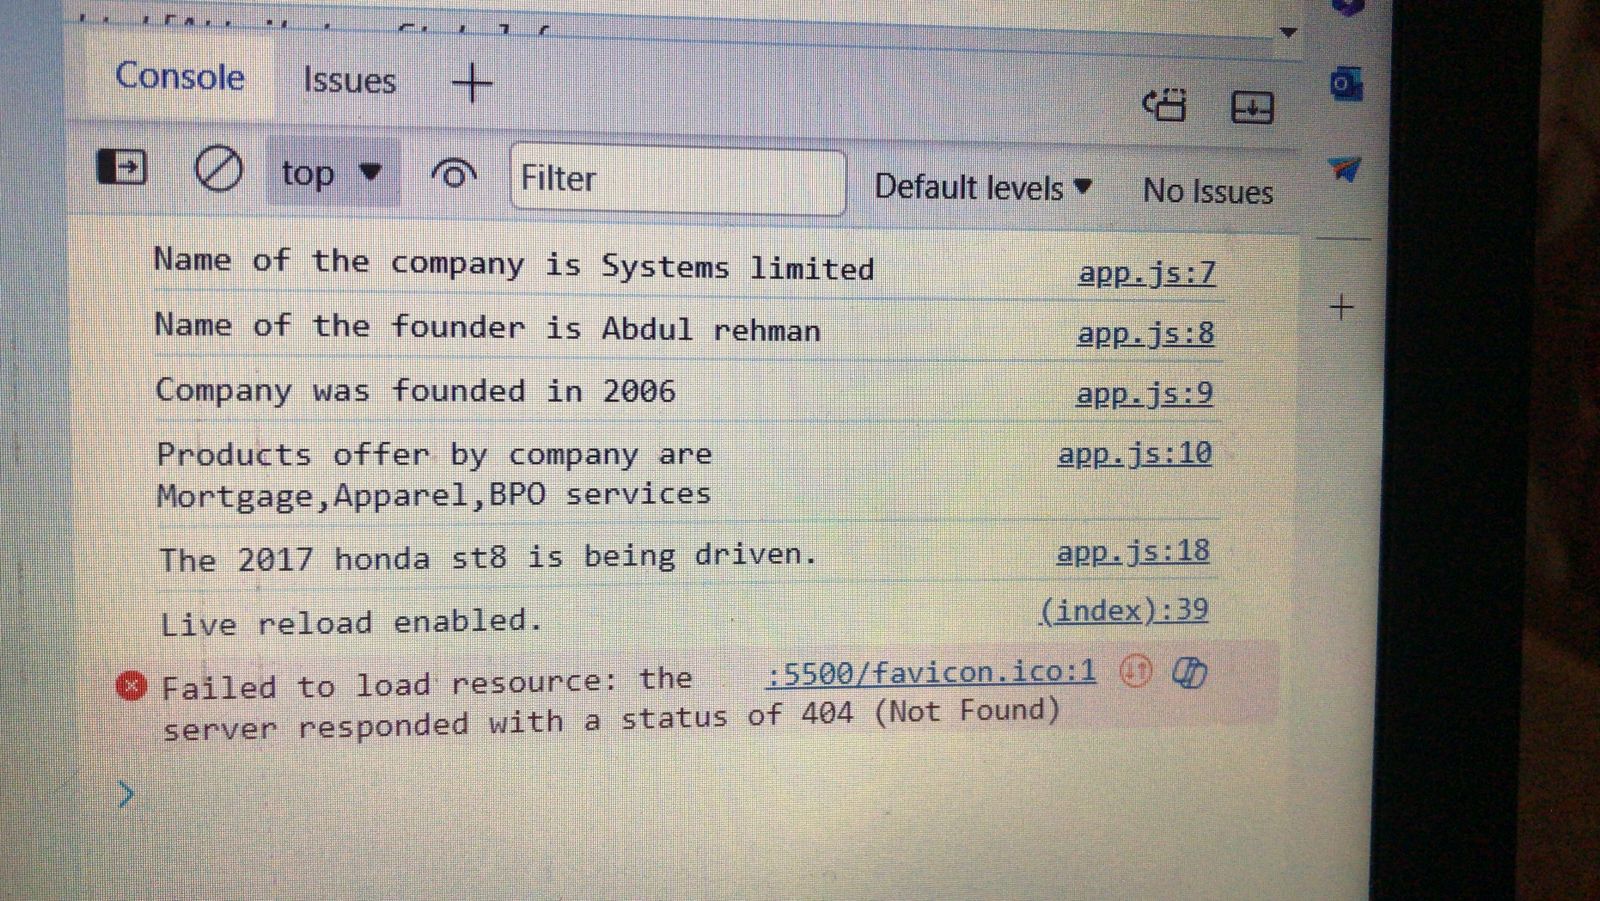 Console Issues
top Filter Default levels No Issues
Name of the company is Systems limited app.js:7
Name of the founder is Abdul rehman app.js:8
Company was founded in 2006 app.js:9
Products offer by company are app.js:10
Mortgage,Apparel,BPO services
The 2017 honda st8 is being driven. app.js:18
Live reload enabled. (index):39
Failed to load resource: the :5500/favicon.ico:1
server responded with a status of 404 (Not Found)